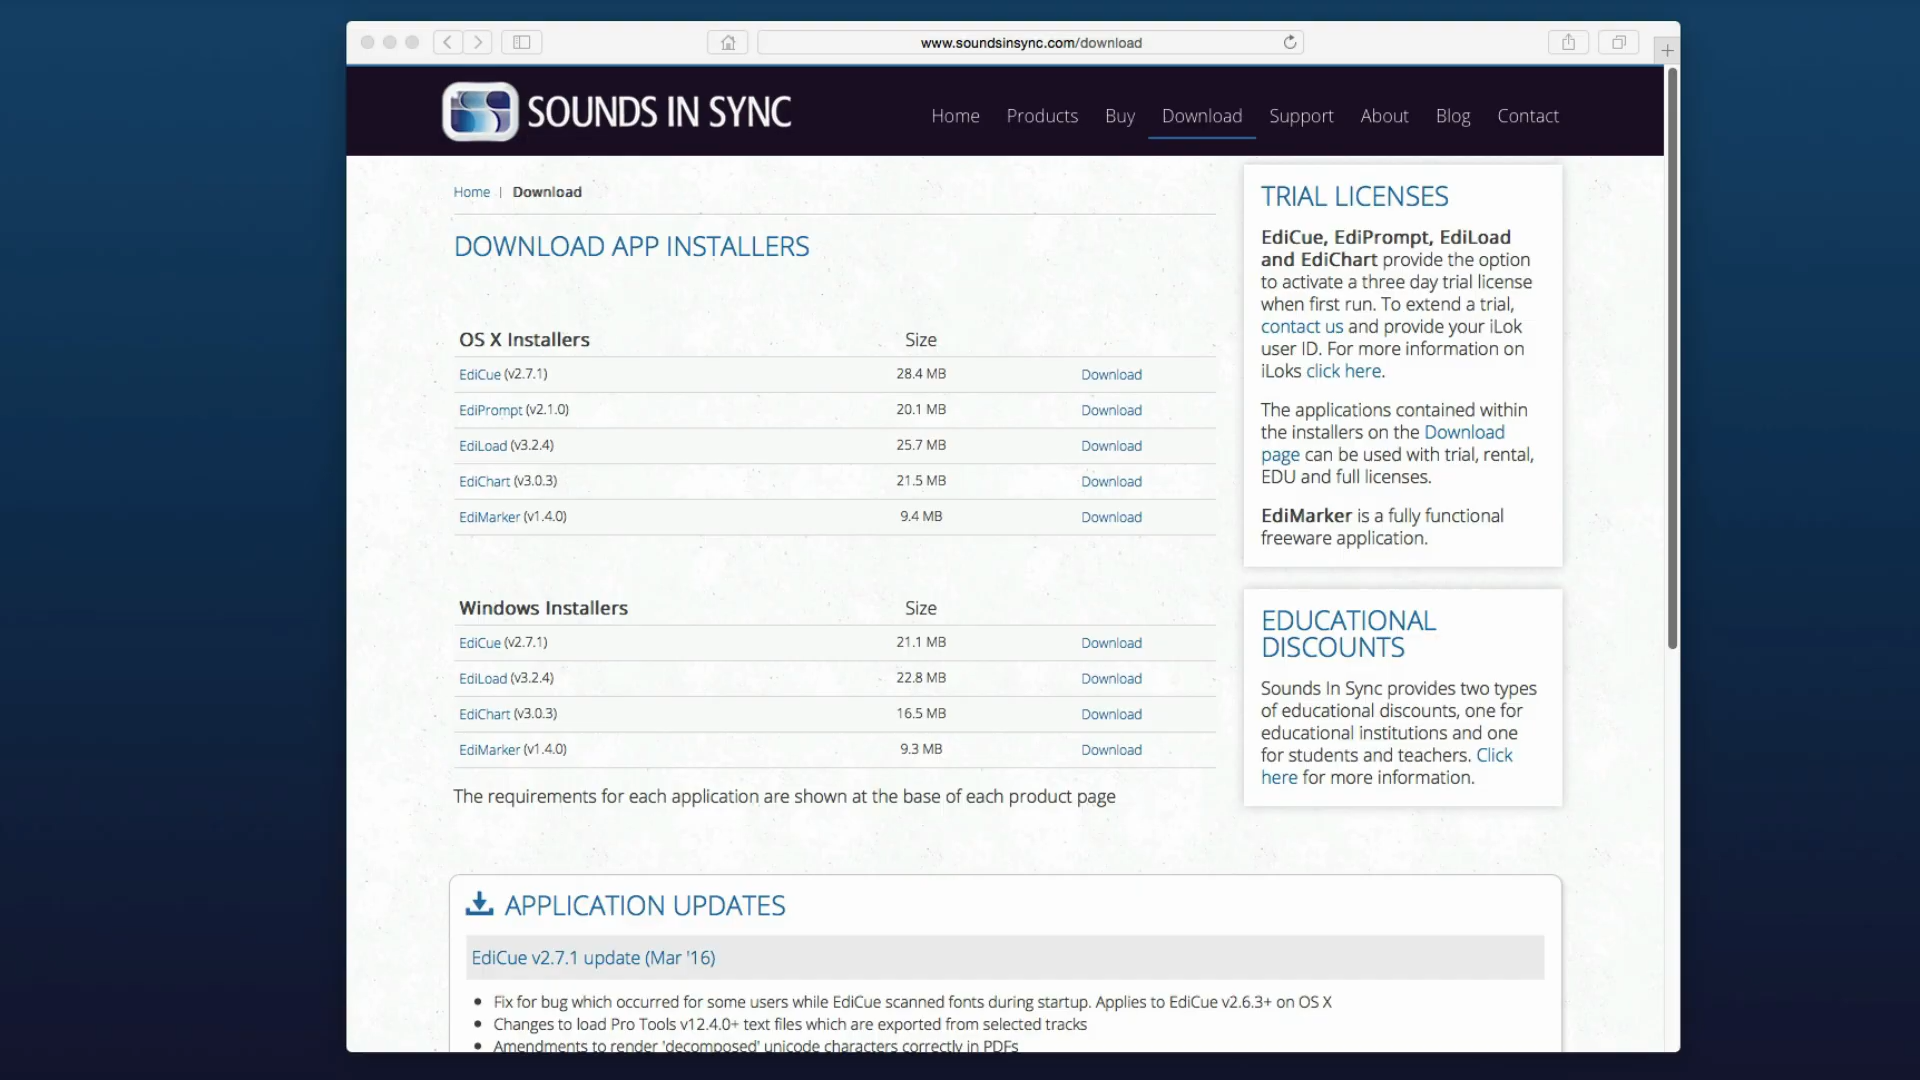 www.soundsinsync.com/download
SOUNDS IN SYNC
Home Products Buy Download Support About Blog Contact
Home | Download
DOWNLOAD APP INSTALLERS
OS X Installers Size
EdiCue (v2.7.1) 28.4 MB Download
EdiPrompt (v2.1.0) 20.1 MB Download
EdiLoad (v3.2.4) 25.7 MB Download
EdiChart (v3.0.3) 21.5 MB Download
EdiMarker (v1.4.0) 9.4 MB Download
Windows Installers Size
EdiCue (v2.7.1) 21.1 MB Download
EdiLoad (v3.2.4) 22.8 MB Download
EdiChart (v3.0.3) 16.5 MB Download
EdiMarker (v1.4.0) 9.3 MB Download
The requirements for each application are shown at the base of each product page
TRIAL LICENSES
EdiCue, EdiPrompt, EdiLoad
and EdiChart provide the option
to activate a three day trial license
when first run. To extend a trial,
contact us and provide your iLok
user ID. For more information on
iLoks click here.
The applications contained within
the installers on the Download
page can be used with trial, rental,
EDU and full licenses.
EdiMarker is a fully functional
freeware application.
EDUCATIONAL
DISCOUNTS
Sounds In Sync provides two types
of educational discounts, one for
educational institutions and one
for students and teachers. Click
here for more information.
APPLICATION UPDATES
EdiCue v2.7.1 update (Mar '16)
• Fix for bug which occurred for some users while EdiCue scanned fonts during startup. Applies to EdiCue v2.6.3+ on OS X
• Changes to load Pro Tools v12.4.0+ text files which are exported from selected tracks
• Amendments to render 'decomposed' unicode characters correctly in PDFs